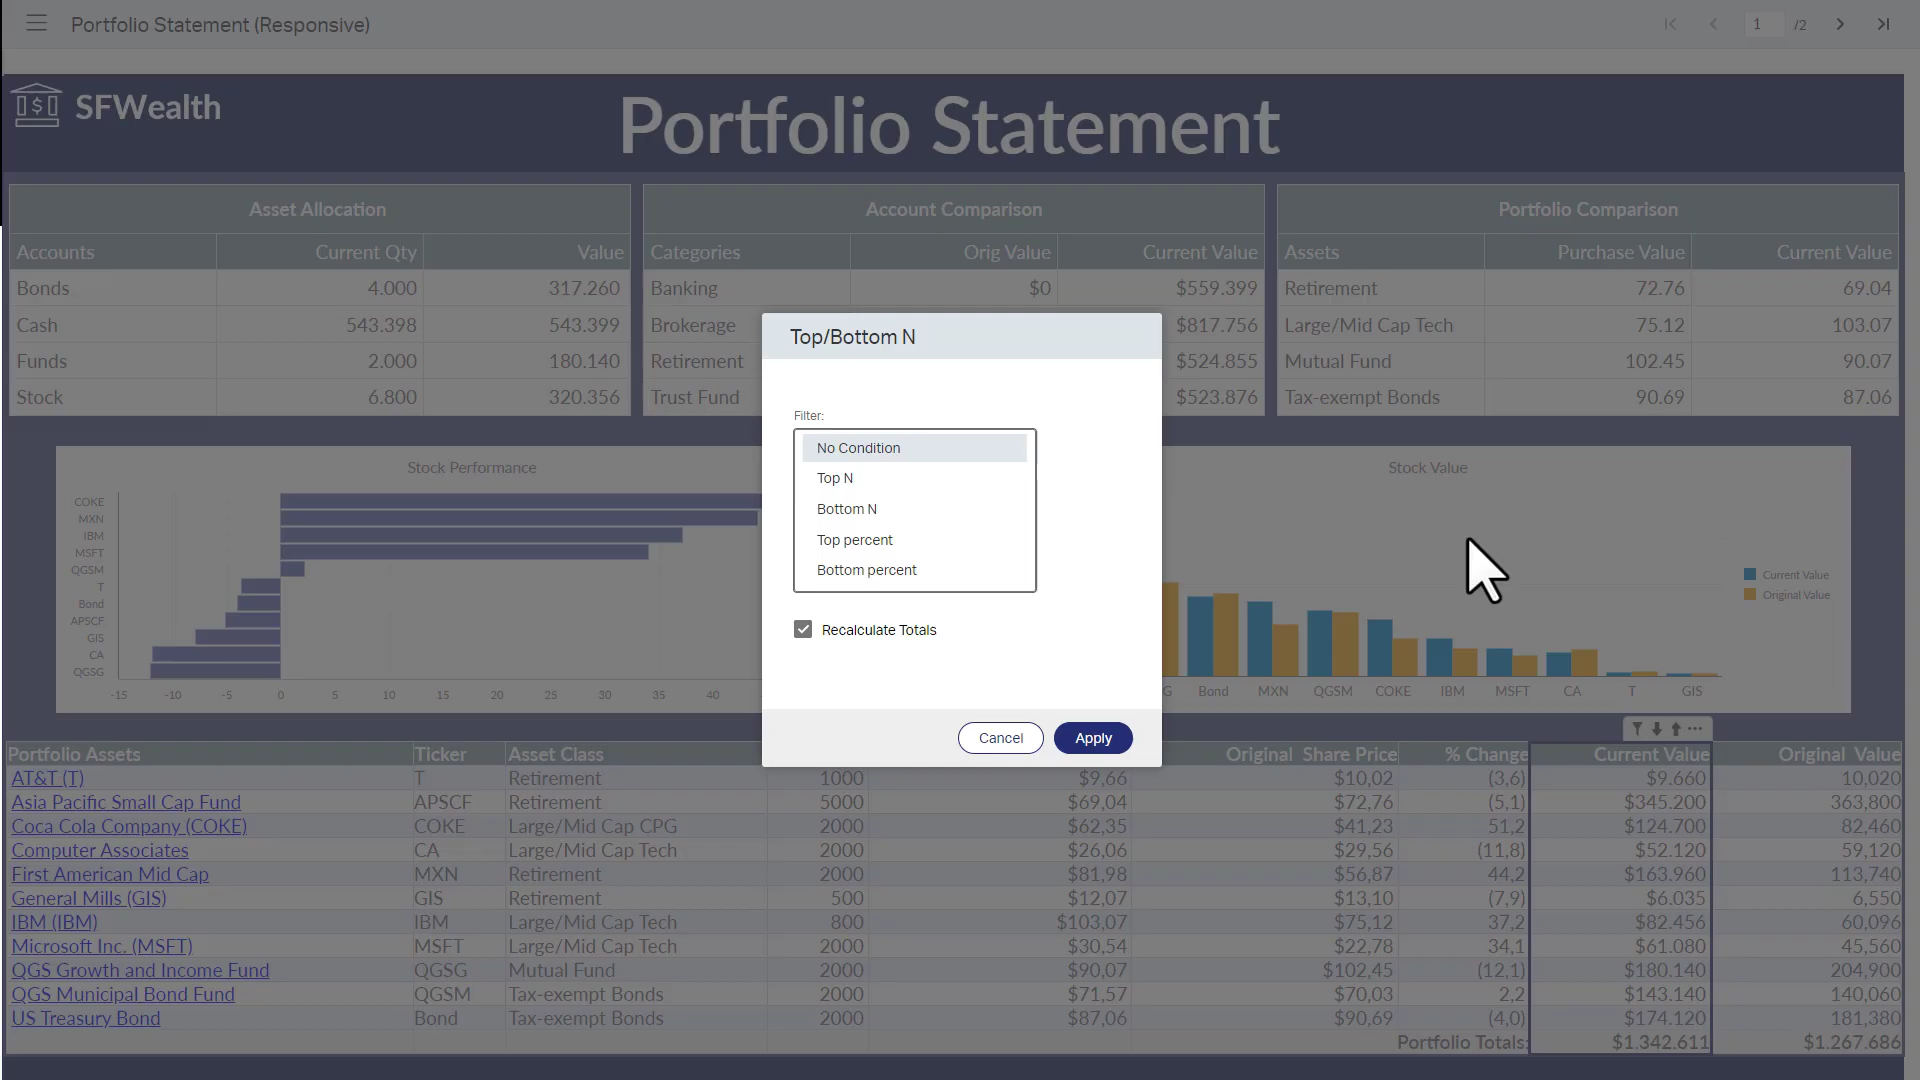 Portfolio Statement (Responsive)
1 /2
SFWealth
Portfolio Statement
Asset Allocation
Accounts Current Qty Value
Bonds 4.000 317.260
Cash 543.398 543.399
Funds 2.000 180.140
Stock 6.800 320.356
Account Comparison
Categories Orig Value Current Value
Banking $0 $559.399
Brokerage $817.756
Retirement $524.855
Trust Fund $523.876
Portfolio Comparison
Assets Purchase Value Current Value
Retirement 72.76 69.04
Large/Mid Cap Tech 75.12 103.07
Mutual Fund 102.45 90.07
Tax-exempt Bonds 90.69 87.06
Top/Bottom N
Filter:
No Condition
Top N
Bottom N
Top percent
Bottom percent
Recalculate Totals
Cancel Apply
Stock Performance
COKE
MXN
IBM
MSFT
QGSM
T
Bond
APSCF
GIS
CA
QGSG
-15 -10 -5 0 5 10 15 20 25 30 35 40
Stock Value
Current Value
Original Value
G Bond MXN QGSM COKE IBM MSFT CA T GIS
Portfolio Assets Ticker Asset Class Original Share Price % Change Current Value Original Value
AT&T (T) T Retirement 1000 $9,66 $10,02 (3,6) $9.660 10,020
Asia Pacific Small Cap Fund APSCF Retirement 5000 $69,04 $72,76 (5,1) $345.200 363,800
Coca Cola Company (COKE) COKE Large/Mid Cap CPG 2000 $62,35 $41,23 51,2 $124.700 82,460
Computer Associates CA Large/Mid Cap Tech 2000 $26,06 $29,56 (11,8) $52.120 59,120
First American Mid Cap MXN Retirement 2000 $81,98 $56,87 44,2 $163.960 113,740
General Mills (GIS) GIS Retirement 500 $12,07 $13,10 (7,9) $6.035 6,550
IBM (IBM) IBM Large/Mid Cap Tech 800 $103,07 $75,12 37,2 $82.456 60,096
Microsoft Inc. (MSFT) MSFT Large/Mid Cap Tech 2000 $30,54 $22,78 34,1 $61.080 45,560
QGS Growth and Income Fund QGSG Mutual Fund 2000 $90,07 $102,45 (12,1) $180.140 204,900
QGS Municipal Bond Fund QGSM Tax-exempt Bonds 2000 $71,57 $70,03 2,2 $143.140 140,060
US Treasury Bond Bond Tax-exempt Bonds 2000 $87,06 $90,69 (4,0) $174.120 181,380
Portfolio Totals: $1.342.611 $1.267.686